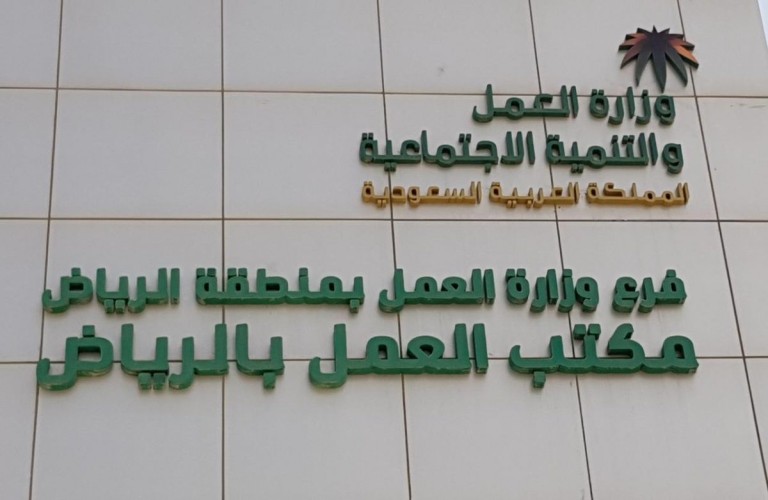 وزارة العمل
والتنمية الاجتماعية
المملكة العربية السعودية
فرع وزارة العمل بمنطقة الرياض
مكتب العمل بالرياض